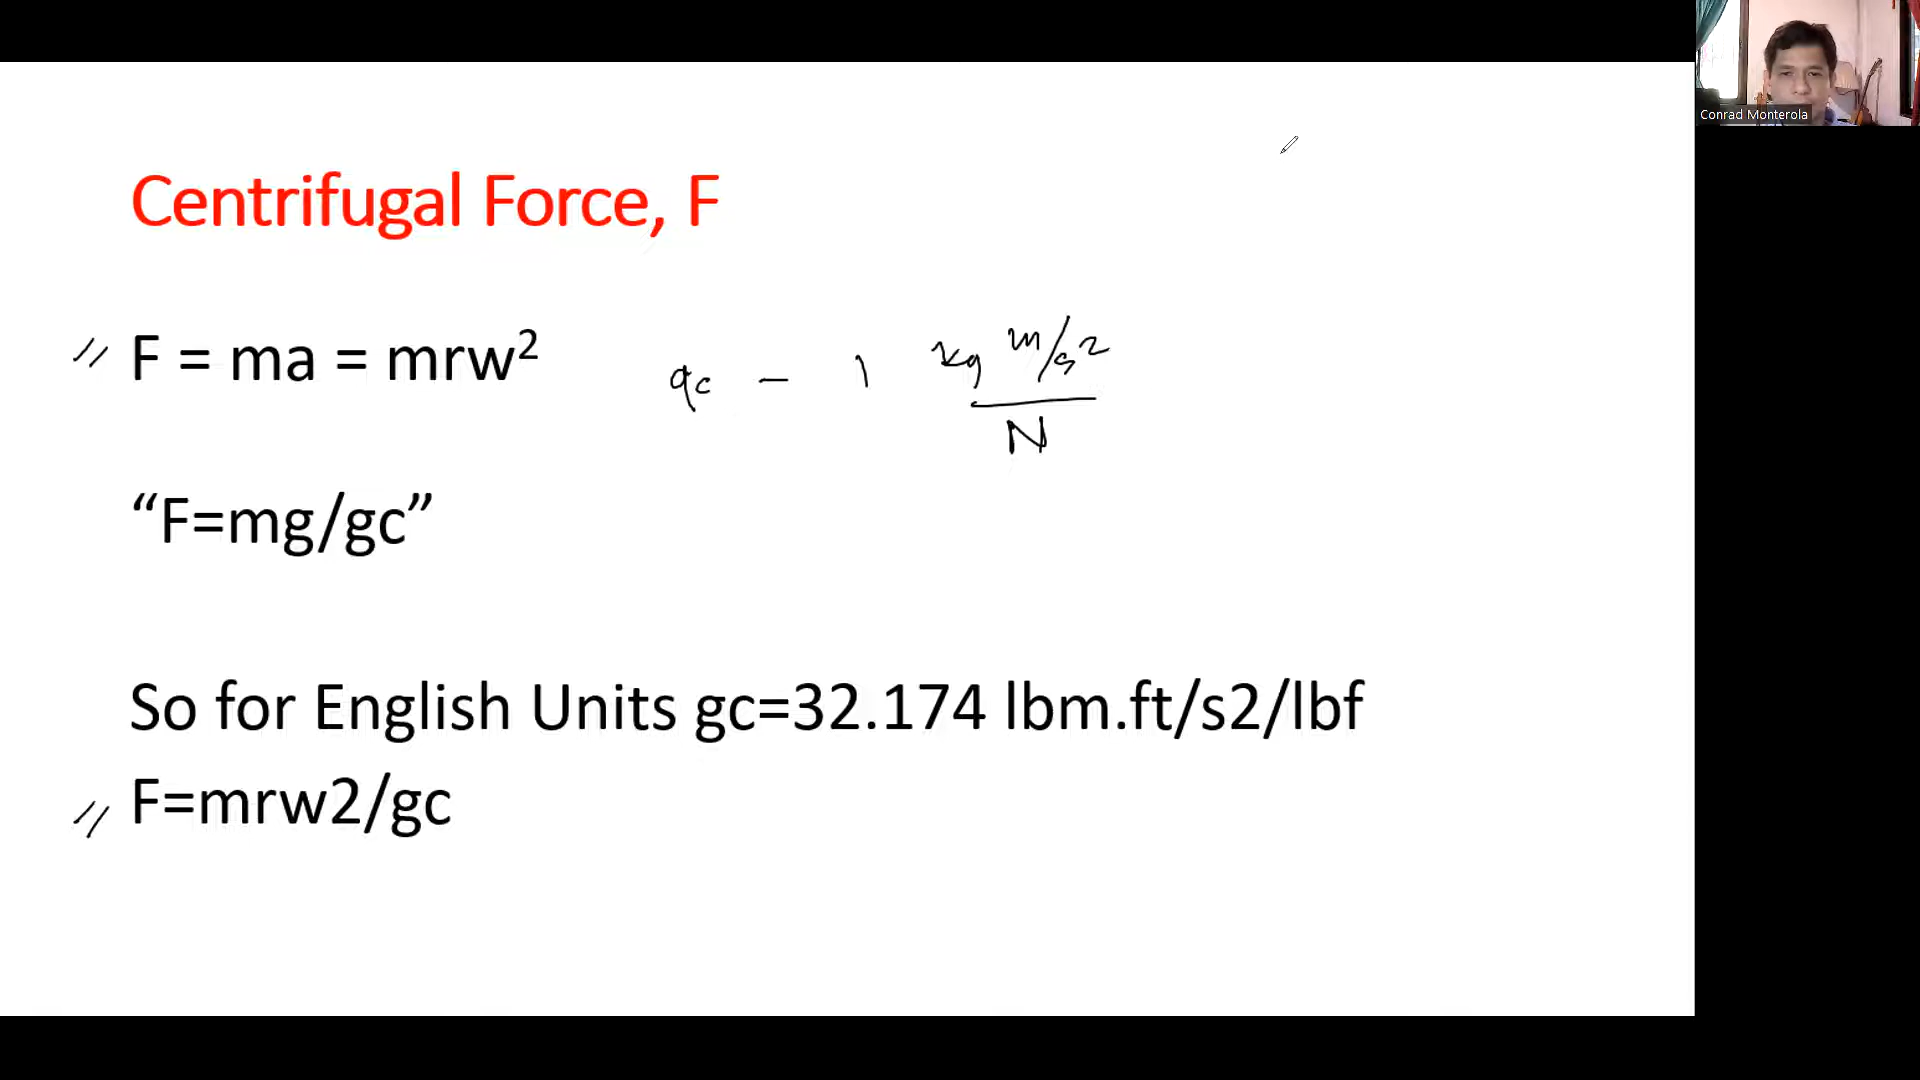 Conrad Monterola
Centrifugal Force, F
F = ma = mrw²
gc - 1 kg m/s²
N
“F=mg/gc”
So for English Units gc=32.174 lbm.ft/s2/lbf
F=mrw2/gc